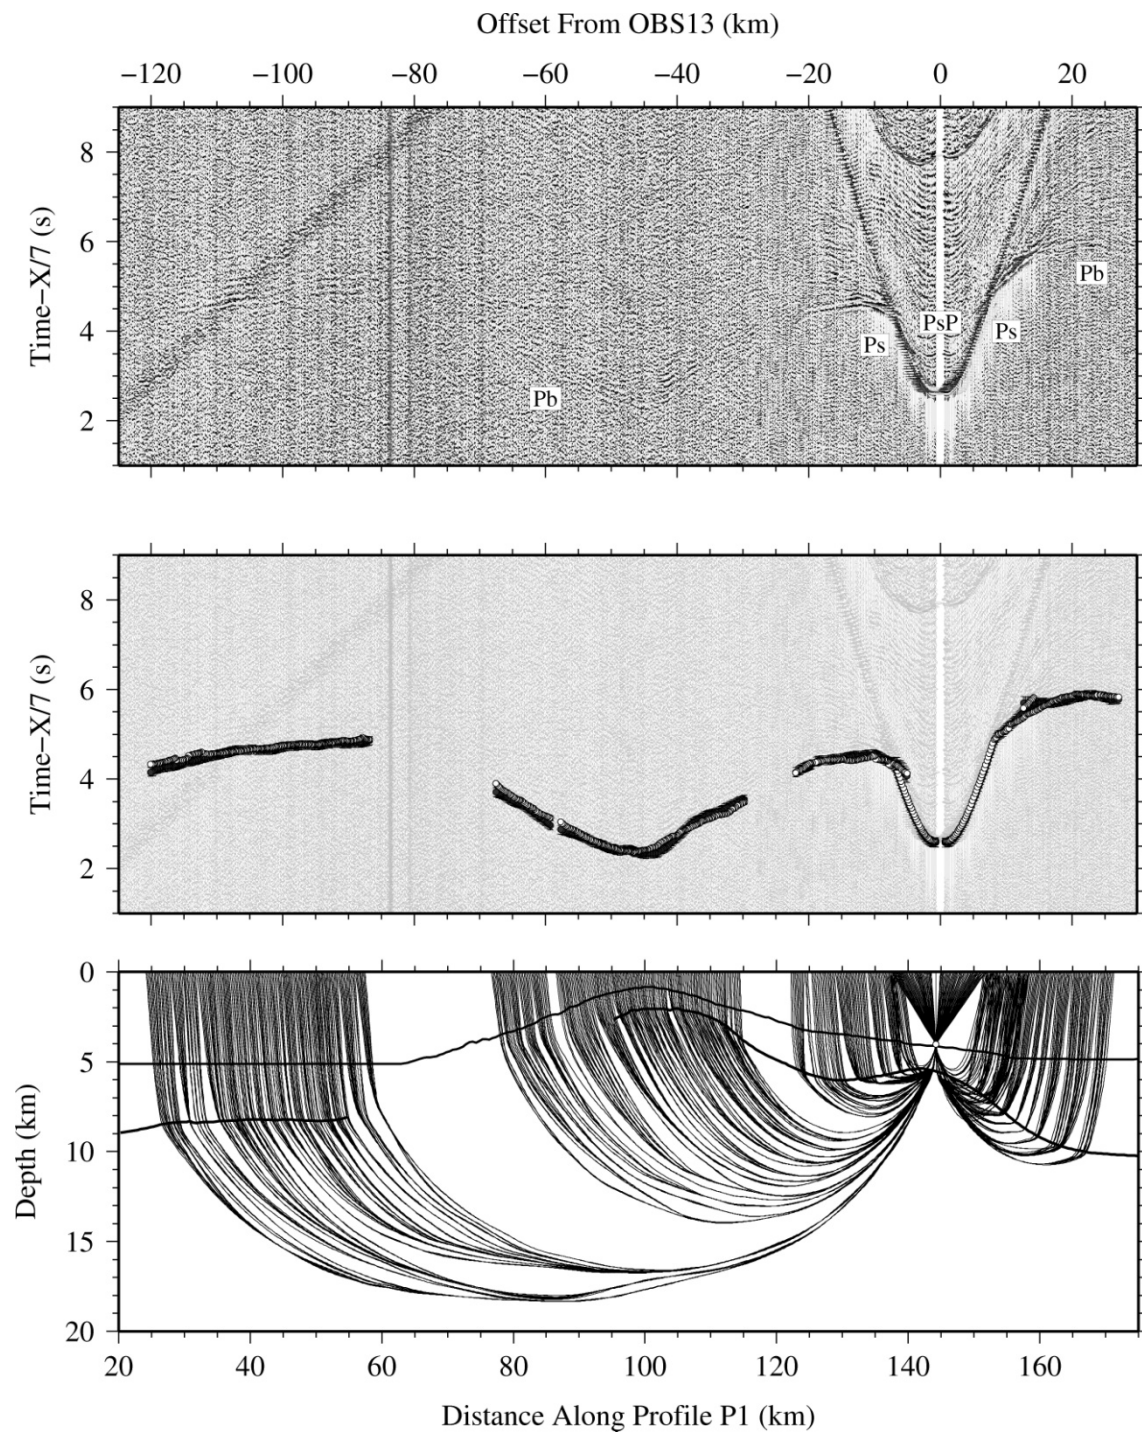 Offset From OBS13 (km)
−120 −100 −80 −60 −40 −20 0 20
8
6
4
2
Time−X/7 (s)
Pb
Ps
PsP
Ps
Pb
8
6
4
2
Time−X/7 (s)
0
5
10
15
20
Depth (km)
20 40 60 80 100 120 140 160
Distance Along Profile P1 (km)